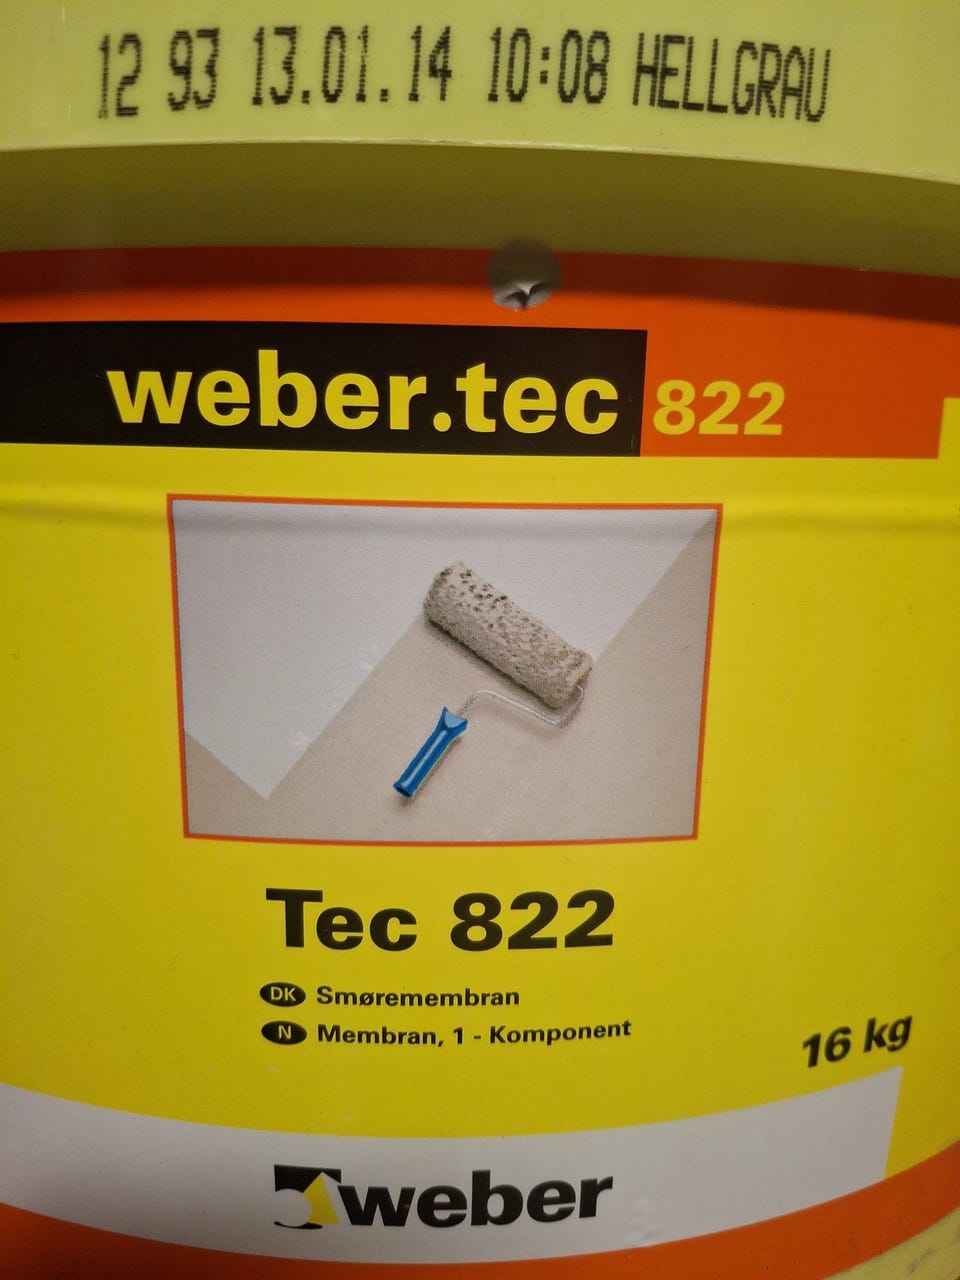 12 93 13.01.14 10:08 HELLGRAU
weber.tec 822
Tec 822
DK Smøremembran
N Membran, 1 - Komponent
16 kg
weber